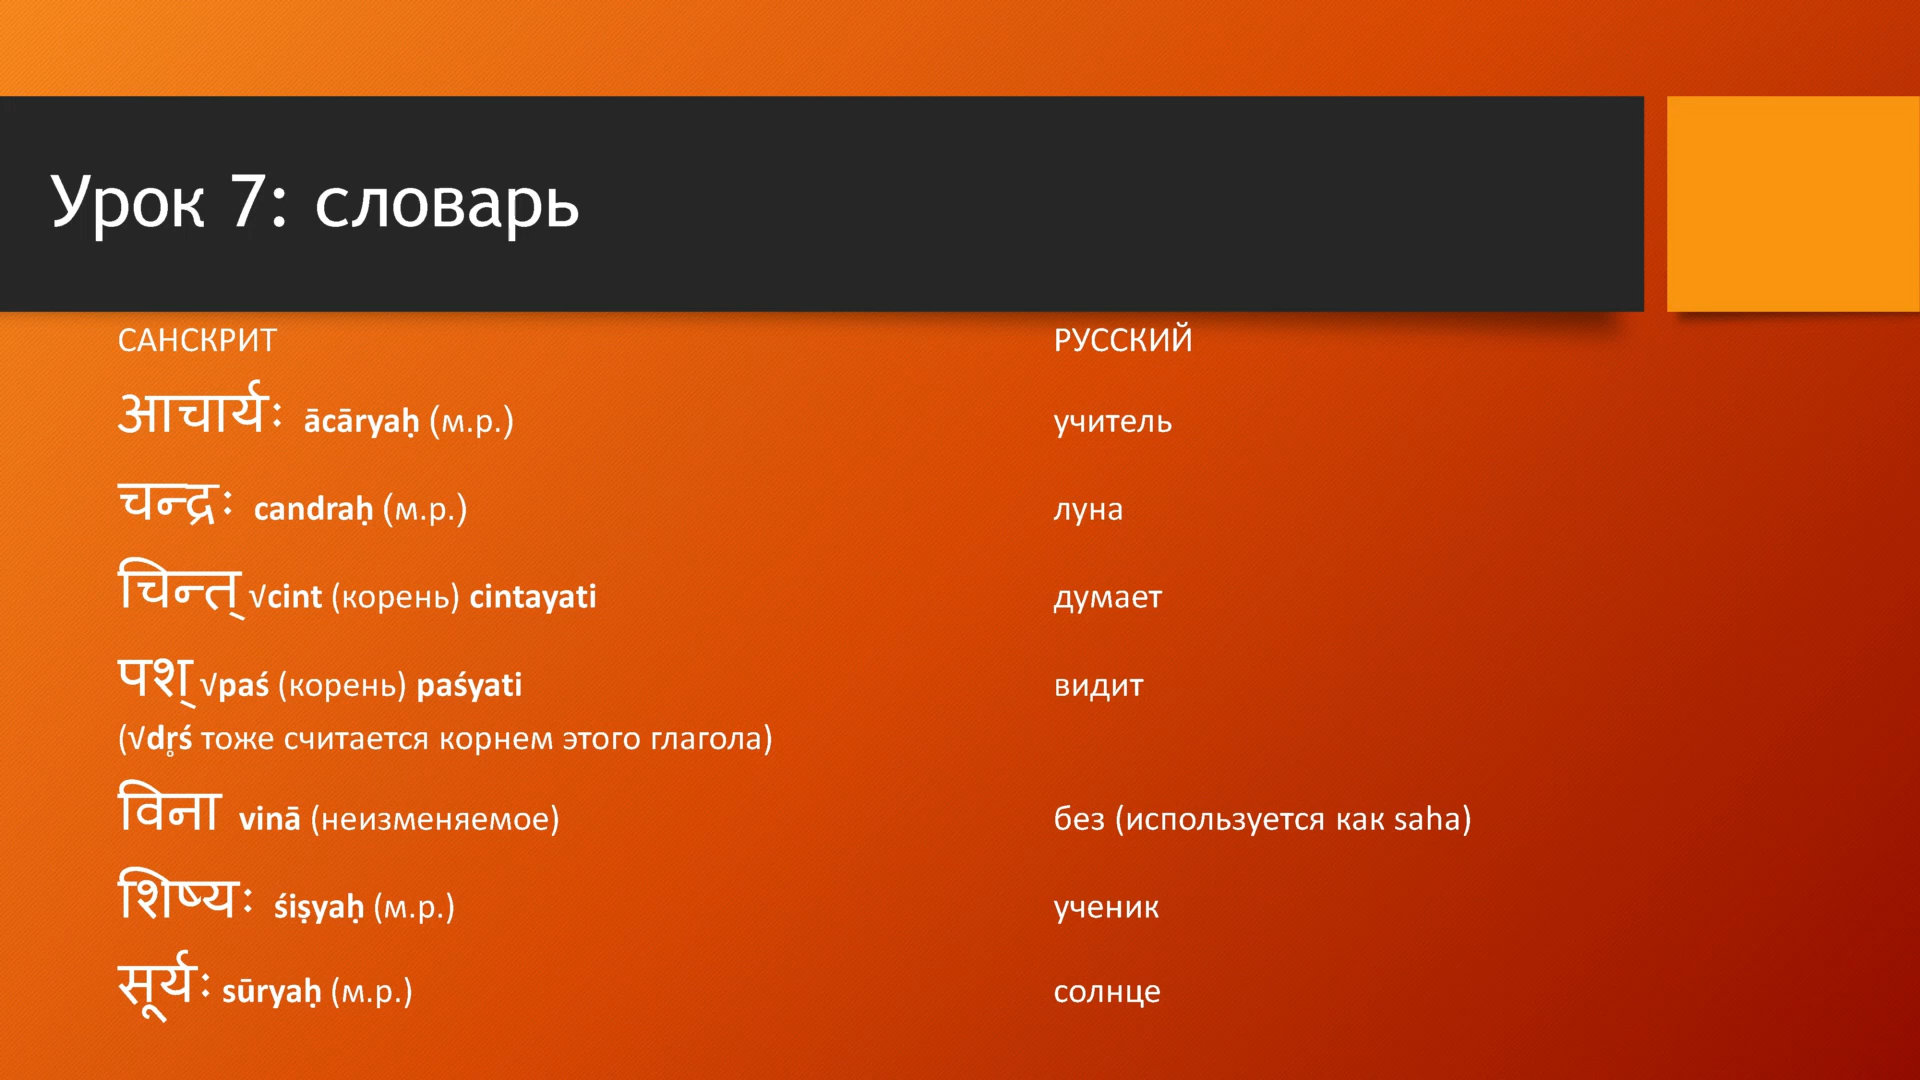 Урок 7: словарь
САНСКРИТ РУССКИЙ
आचार्यः ācāryaḥ (м.р.) учитель
चन्द्रः candraḥ (м.р.) луна
चिन्त् √cint (корень) cintayati думает
पश् √paś (корень) paśyati видит
(√dr̥ś тоже считается корнем этого глагола)
विना vinā (неизменяемое) без (используется как saha)
शिष्यः śiṣyaḥ (м.р.) ученик
सूर्यः sūryaḥ (м.р.) солнце